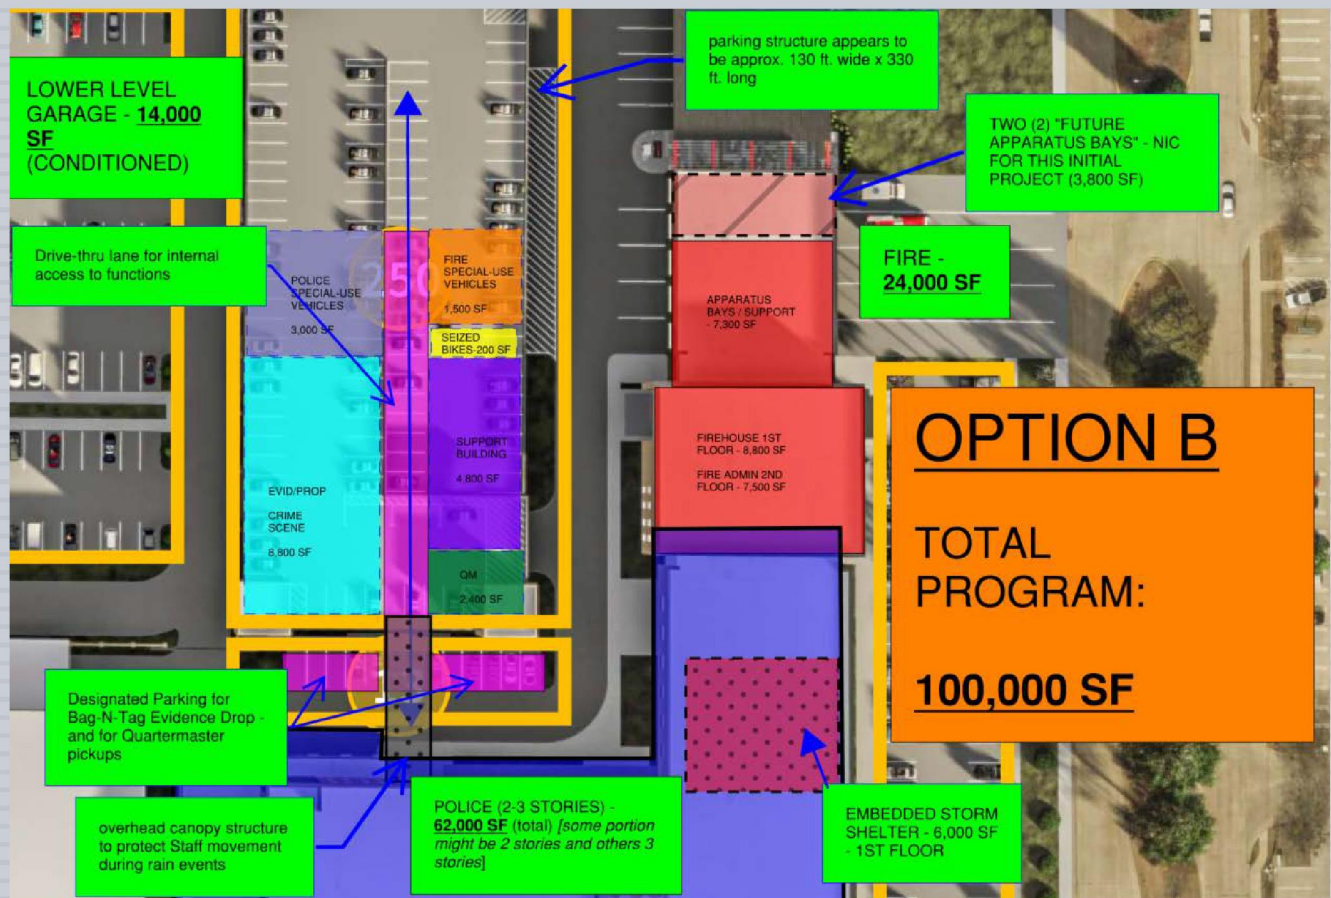 LOWER LEVEL
GARAGE - 14,000
SF
(CONDITIONED)
parking structure appears to
be approx. 130 ft. wide x 330
ft. long
TWO (2) "FUTURE
APPARATUS BAYS" - NIC
FOR THIS INITIAL
PROJECT (3,800 SF)
Drive-thru lane for internal
access to functions
FIRE -
24,000 SF
POLICE
SPECIAL-USE
VEHICLES
3,000 SF
250
FIRE
SPECIAL-USE
VEHICLES
1,500 SF
SEIZED
BIKES-200 SF
APPARATUS
BAYS / SUPPORT
- 7,300 SF
SUPPORT
BUILDING
4,800 SF
EVID/PROP
CRIME
SCENE
8,800 SF
QM
2,400 SF
FIREHOUSE 1ST
FLOOR - 8,800 SF
FIRE ADMIN 2ND
FLOOR - 7,500 SF
OPTION B
TOTAL
PROGRAM:
100,000 SF
Designated Parking for
Bag-N-Tag Evidence Drop -
and for Quartermaster
pickups
overhead canopy structure
to protect Staff movement
during rain events
POLICE (2-3 STORIES) -
62,000 SF (total) [some portion
might be 2 stories and others 3
stories]
EMBEDDED STORM
SHELTER - 6,000 SF
- 1ST FLOOR